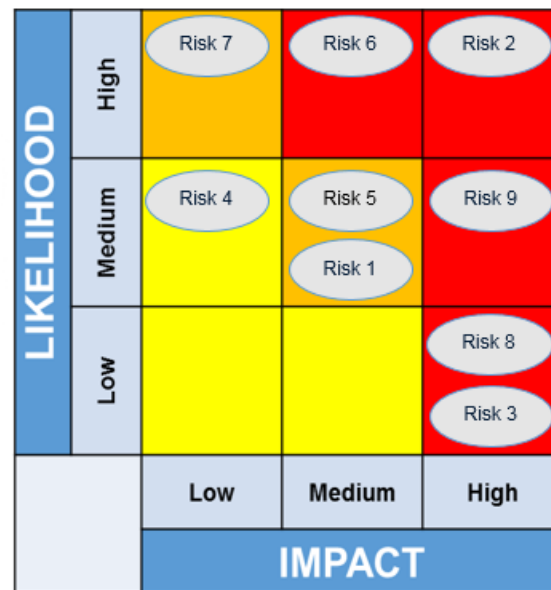 LIKELIHOOD
High
Risk 7
Risk 6
Risk 2
Medium
Risk 4
Risk 5
Risk 9
Risk 1
Low
Risk 8
Risk 3
Low
Medium
High
IMPACT